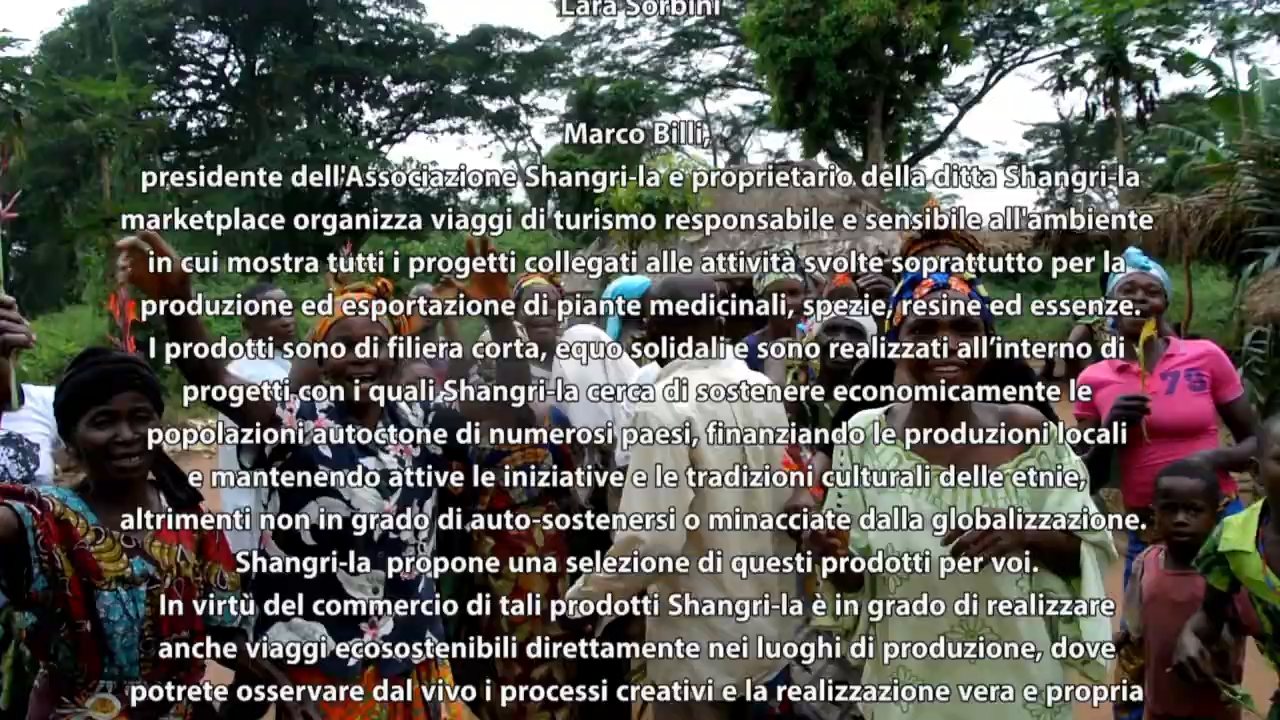 Lara Sorbini
Marco Billi,
presidente dell'Associazione Shangri-la e proprietario della ditta Shangri-la
marketplace organizza viaggi di turismo responsabile e sensibile all'ambiente
in cui mostra tutti i progetti collegati alle attività svolte soprattutto per la
produzione ed esportazione di piante medicinali, spezie, resine ed essenze.
I prodotti sono di filiera corta, equo solidali e sono realizzati all’interno di
progetti con i quali Shangri-la cerca di sostenere economicamente le
popolazioni autoctone di numerosi paesi, finanziando le produzioni locali
e mantenendo attive le iniziative e le tradizioni culturali delle etnie,
altrimenti non in grado di auto-sostenersi o minacciate dalla globalizzazione.
Shangri-la propone una selezione di questi prodotti per voi.
In virtù del commercio di tali prodotti Shangri-la è in grado di realizzare
anche viaggi ecosostenibili direttamente nei luoghi di produzione, dove
potrete osservare dal vivo i processi creativi e la realizzazione vera e propria
75